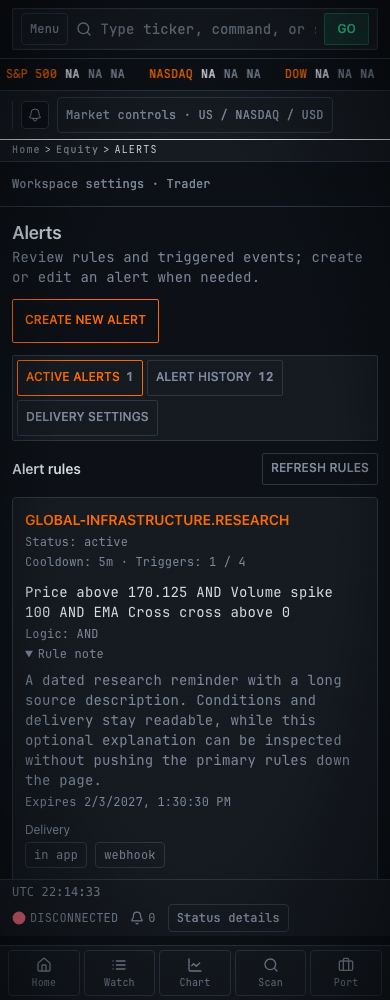 Menu Type ticker, command, or s GO
S&P 500 NA NA NA NASDAQ NA NA NA DOW NA NA NA
Market controls · US / NASDAQ / USD
Home > Equity > ALERTS
Workspace settings · Trader
Alerts
Review rules and triggered events; create
or edit an alert when needed.
CREATE NEW ALERT
ACTIVE ALERTS 1 ALERT HISTORY 12
DELIVERY SETTINGS
Alert rules REFRESH RULES
GLOBAL-INFRASTRUCTURE.RESEARCH
Status: active
Cooldown: 5m · Triggers: 1 / 4
Price above 170.125 AND Volume spike
100 AND EMA Cross cross above 0
Logic: AND
▼ Rule note
A dated research reminder with a long
source description. Conditions and
delivery stay readable, while this
optional explanation can be inspected
without pushing the primary rules down
the page.
Expires 2/3/2027, 1:30:30 PM
Delivery
in app webhook
UTC 22:14:33
DISCONNECTED 0 Status details
Home Watch Chart Scan Port